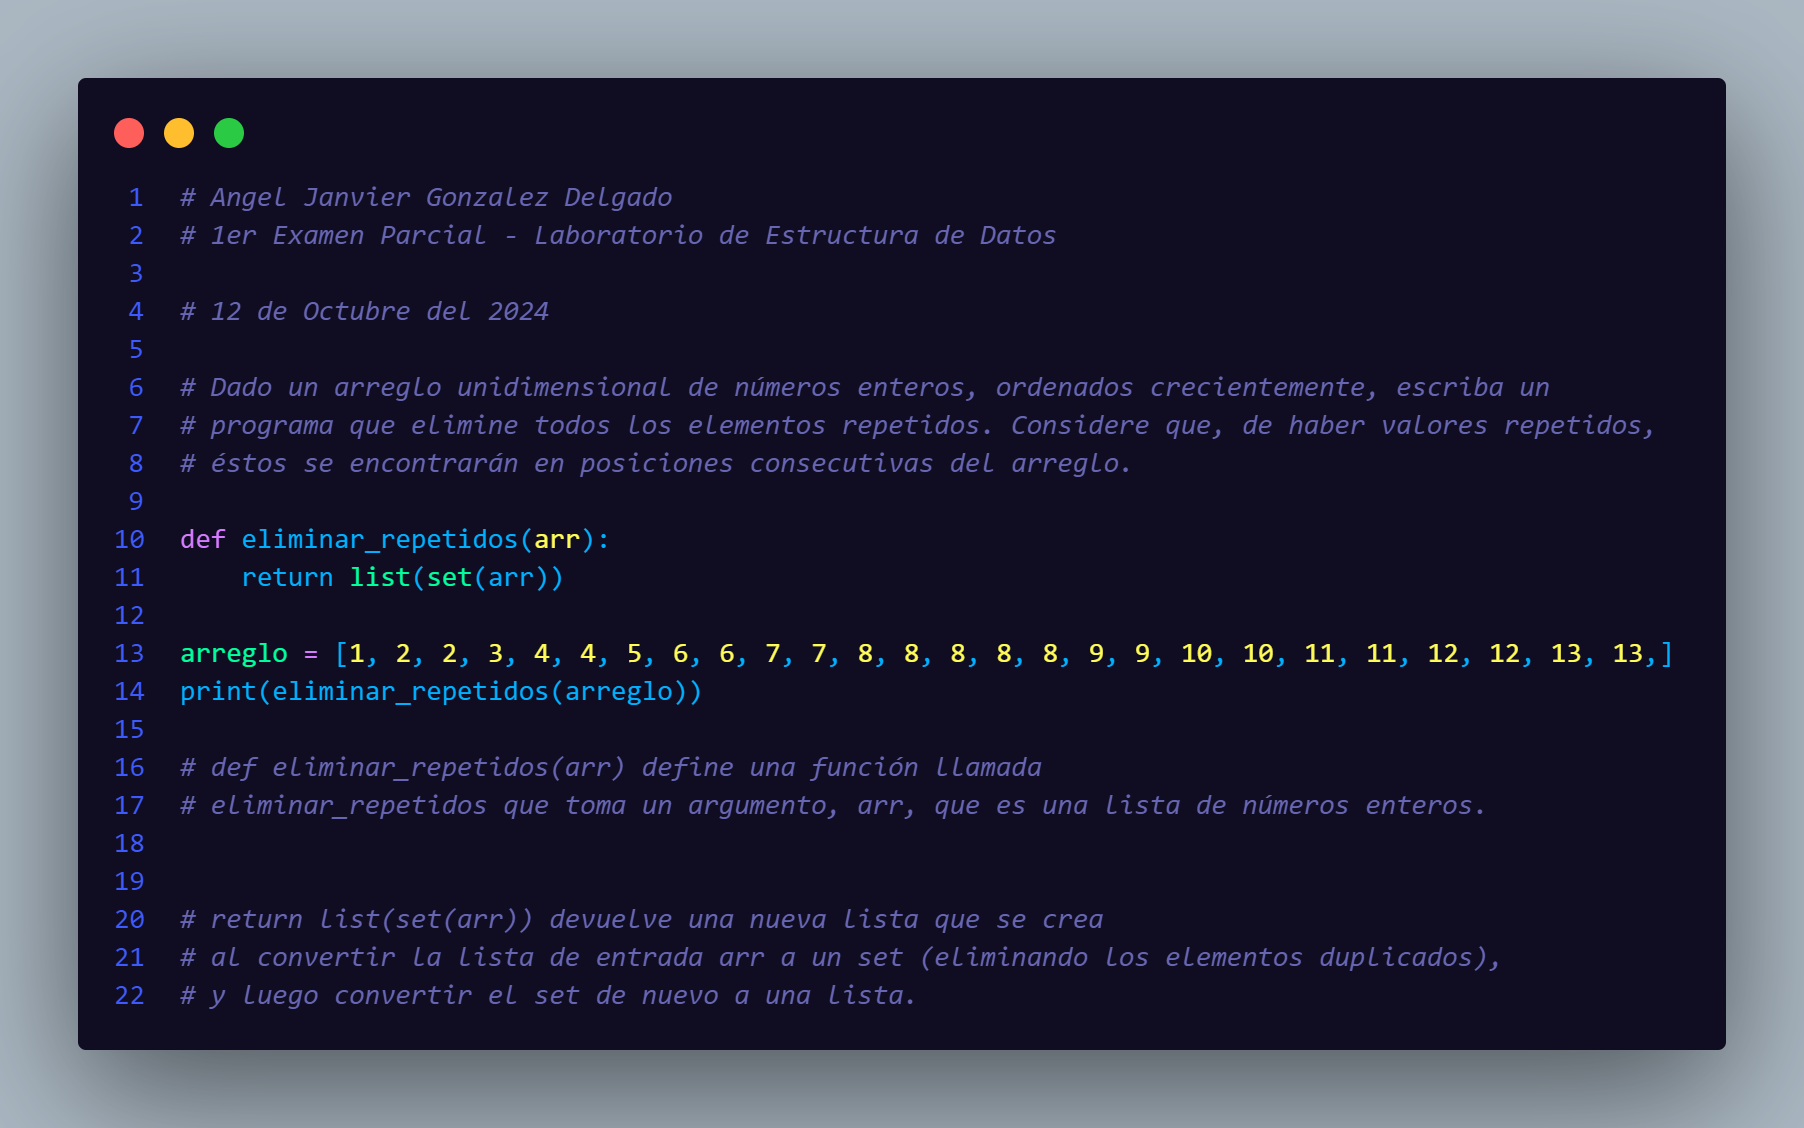 1 # Angel Janvier Gonzalez Delgado
2 # 1er Examen Parcial - Laboratorio de Estructura de Datos
3
4 # 12 de Octubre del 2024
5
6 # Dado un arreglo unidimensional de números enteros, ordenados crecientemente, escriba un
7 # programa que elimine todos los elementos repetidos. Considere que, de haber valores repetidos,
8 # éstos se encontrarán en posiciones consecutivas del arreglo.
9
10 def eliminar_repetidos(arr):
11     return list(set(arr))
12
13 arreglo = [1, 2, 2, 3, 4, 4, 5, 6, 6, 7, 7, 8, 8, 8, 8, 8, 9, 9, 10, 10, 11, 11, 12, 12, 13, 13,]
14 print(eliminar_repetidos(arreglo))
15
16 # def eliminar_repetidos(arr) define una función llamada
17 # eliminar_repetidos que toma un argumento, arr, que es una lista de números enteros.
18
19
20 # return list(set(arr)) devuelve una nueva lista que se crea
21 # al convertir la lista de entrada arr a un set (eliminando los elementos duplicados),
22 # y luego convertir el set de nuevo a una lista.